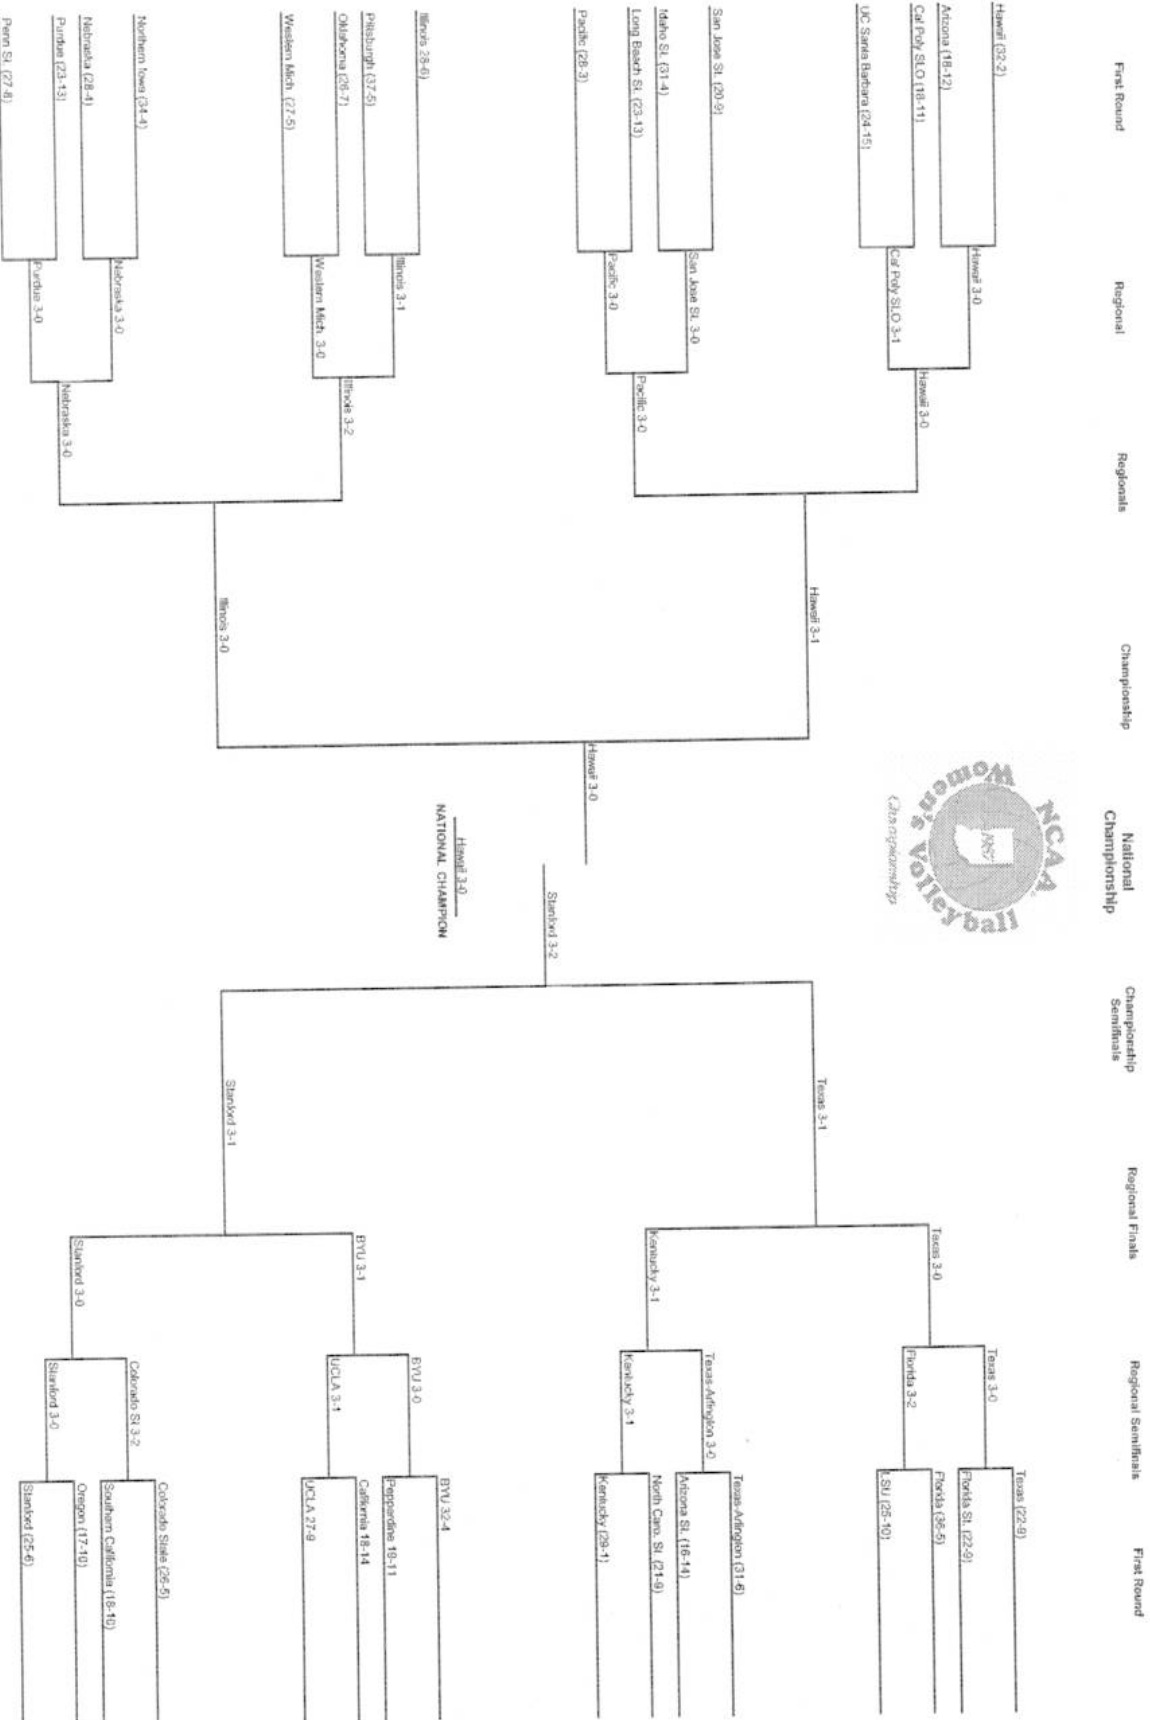 First Round
Regional
Regionals
Championship
National
Championship
Championship
Semifinals
Regional Finals
Regional Semifinals
First Round
NCAA
Women's Volleyball
1987
Championship
Hawaii (32-2)
Arizona (18-12)
Cal Poly SLO (18-11)
UC Santa Barbara (24-15)
San Jose St. (20-9)
Idaho St. (31-4)
Long Beach St. (23-13)
Pacific (28-3)
Illinois 28-6)
Pittsburgh (37-5)
Oklahoma (26-7)
Western Mich. (27-5)
Northern Iowa (34-4)
Nebraska (28-4)
Purdue (23-13)
Penn St. (27-8)
Hawaii 3-0
Cal Poly SLO 3-1
San Jose St. 3-0
Pacific 3-0
Illinois 3-1
Western Mich. 3-0
Nebraska 3-0
Purdue 3-0
Hawaii 3-0
Pacific 3-0
Illinois 3-2
Nebraska 3-0
Hawaii 3-1
Illinois 3-0
Hawaii 3-0
Hawaii 3-0
NATIONAL CHAMPION
Stanford 3-2
Texas 3-1
Stanford 3-1
Texas 3-0
Kentucky 3-1
BYU 3-1
Stanford 3-0
Texas 3-0
Florida 3-2
Texas-Arlington 3-0
Kentucky 3-1
BYU 3-0
UCLA 3-1
Colorado St 3-2
Stanford 3-0
Texas (22-9)
Florida St. (22-9)
Florida (36-5)
LSU (25-10)
Texas-Arlington (31-6)
Arizona St. (16-14)
North Caro. St. (21-9)
Kentucky (29-1)
BYU 32-4
Pepperdine 19-11
California 18-14
UCLA 27-9
Colorado State (26-5)
Southern California (18-10)
Oregon (17-16)
Stanford (25-6)